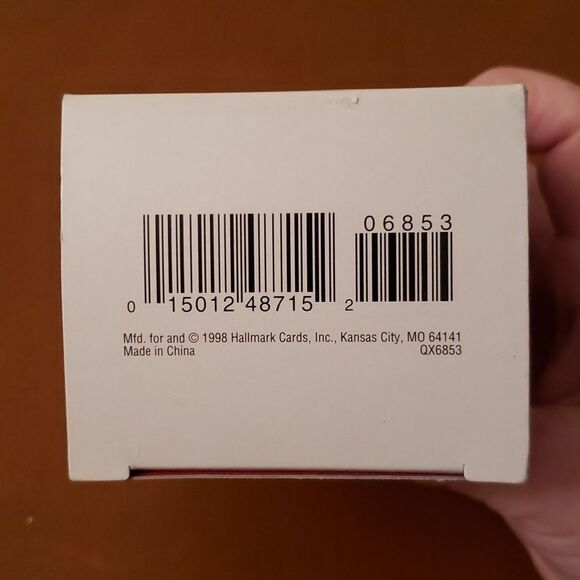 06853
0 15012 48715 2
Mfd. for and © 1998 Hallmark Cards, Inc., Kansas City, MO 64141
Made in China QX6853